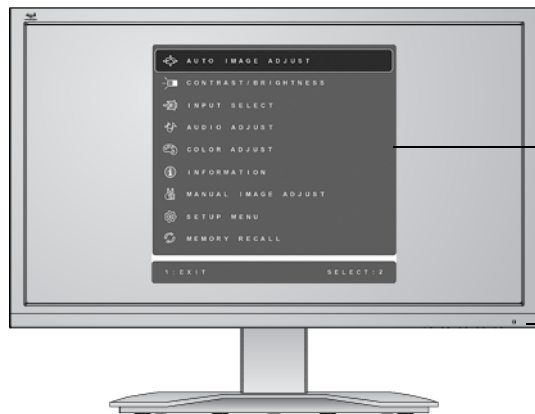 AUTO IMAGE ADJUST
CONTRAST/BRIGHTNESS
INPUT SELECT
AUDIO ADJUST
COLOR ADJUST
INFORMATION
MANUAL IMAGE ADJUST
SETUP MENU
MEMORY RECALL
1:EXIT SELECT:2